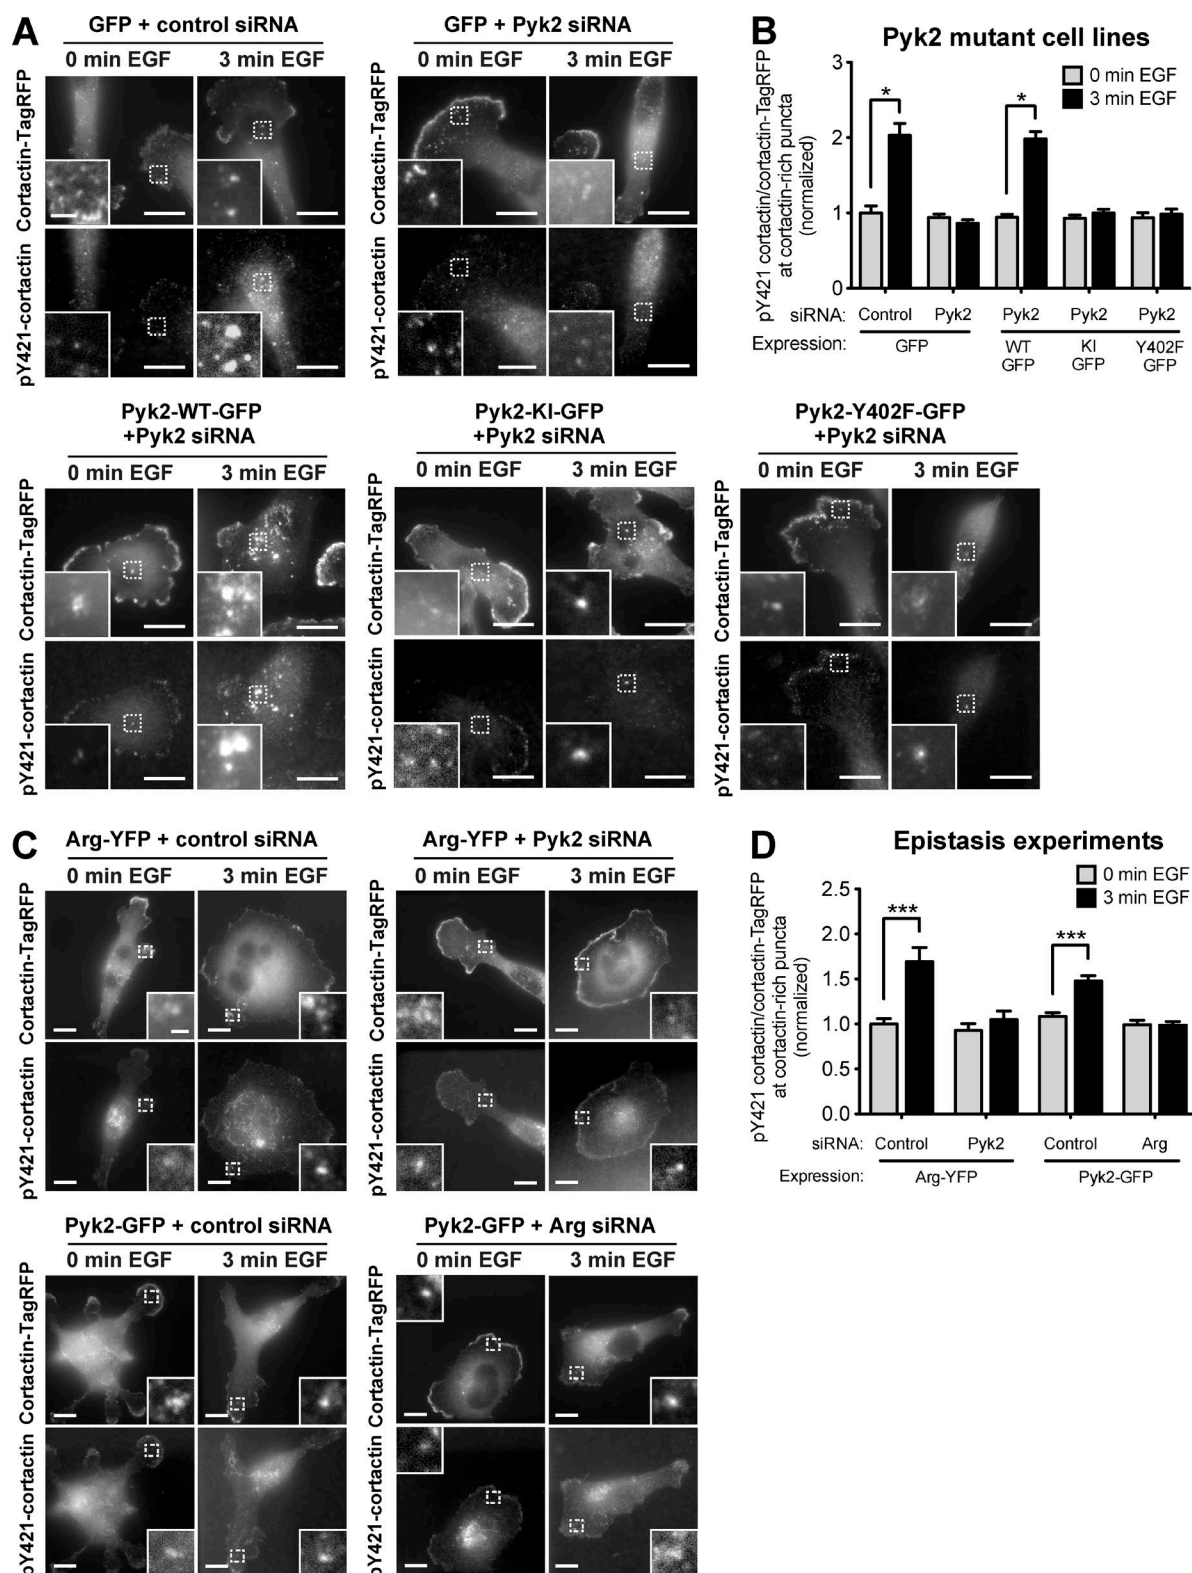 A
GFP + control siRNA
0 min EGF
3 min EGF
Cortactin-TagRFP
pY421-cortactin
GFP + Pyk2 siRNA
0 min EGF
3 min EGF
Cortactin-TagRFP
pY421-cortactin
B
Pyk2 mutant cell lines
0 min EGF
3 min EGF
pY421 cortactin/cortactin-TagRFP
at cortactin-rich puncta
(normalized)
3
2
1
0
*
*
siRNA: Control Pyk2 Pyk2 Pyk2 Pyk2
Expression: GFP WT KI Y402F
GFP GFP GFP
Pyk2-WT-GFP
+Pyk2 siRNA
0 min EGF
3 min EGF
Cortactin-TagRFP
pY421-cortactin
Pyk2-KI-GFP
+Pyk2 siRNA
0 min EGF
3 min EGF
Cortactin-TagRFP
pY421-cortactin
Pyk2-Y402F-GFP
+Pyk2 siRNA
0 min EGF
3 min EGF
Cortactin-TagRFP
pY421-cortactin
C
Arg-YFP + control siRNA
0 min EGF
3 min EGF
Cortactin-TagRFP
pY421-cortactin
Arg-YFP + Pyk2 siRNA
0 min EGF
3 min EGF
Cortactin-TagRFP
pY421-cortactin
D
Epistasis experiments
0 min EGF
3 min EGF
pY421 cortactin/cortactin-TagRFP
at cortactin-rich puncta
(normalized)
2.5
2.0
1.5
1.0
0.5
0.0
***
***
siRNA: Control Pyk2 Control Arg
Expression: Arg-YFP Pyk2-GFP
Pyk2-GFP + control siRNA
0 min EGF
3 min EGF
Cortactin-TagRFP
pY421-cortactin
Pyk2-GFP + Arg siRNA
0 min EGF
3 min EGF
Cortactin-TagRFP
pY421-cortactin